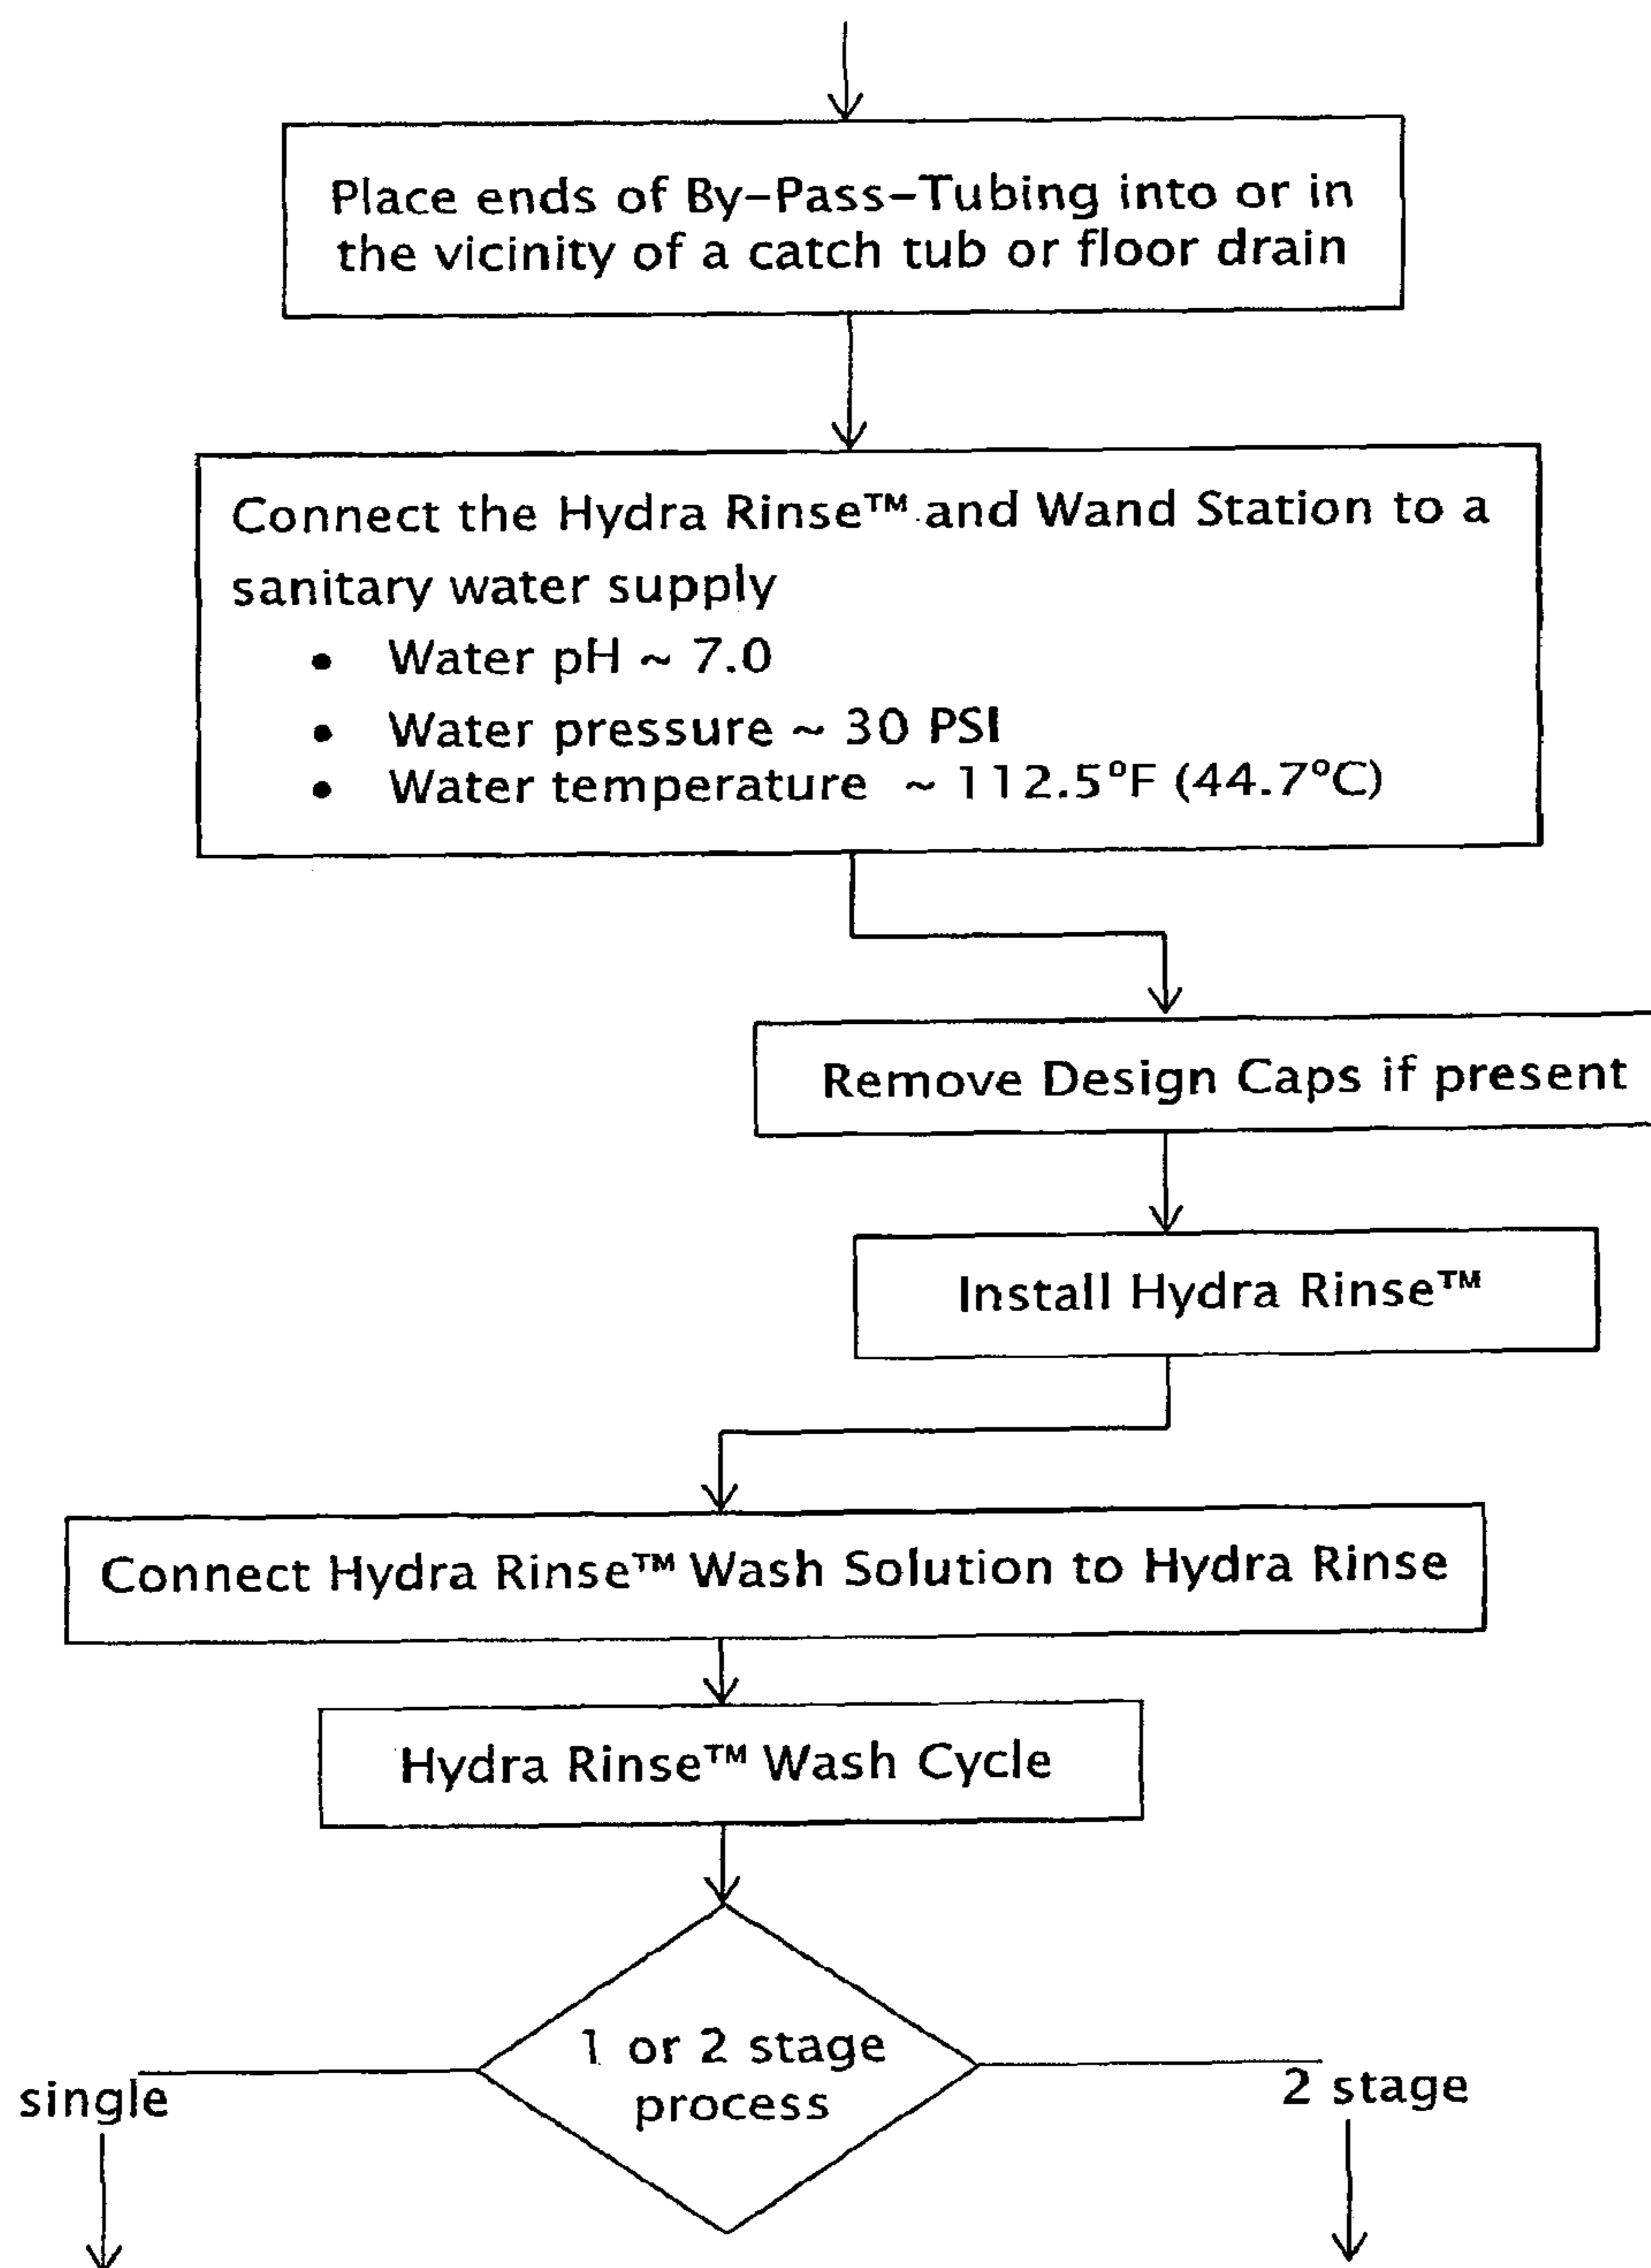 Place ends of By-Pass-Tubing into or in
the vicinity of a catch tub or floor drain
Connect the Hydra Rinse™ and Wand Station to a
sanitary water supply
• Water pH ~ 7.0
• Water pressure ~ 30 PSI
• Water temperature ~ 112.5°F (44.7°C)
Remove Design Caps if present
Install Hydra Rinse™
Connect Hydra Rinse™ Wash Solution to Hydra Rinse
Hydra Rinse™ Wash Cycle
1 or 2 stage
process
single
2 stage